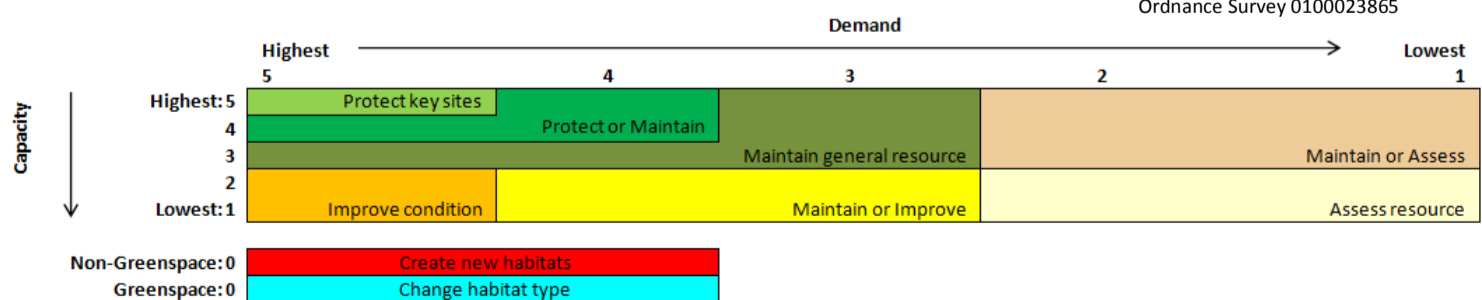 Ordnance Survey 0100023865
Demand
Highest Lowest
5 4 3 2 1
Capacity
Highest: 5 Protect key sites
4 Protect or Maintain
3 Maintain general resource Maintain or Assess
2
Lowest: 1 Improve condition Maintain or Improve Assess resource
Non-Greenspace: 0 Create new habitats
Greenspace: 0 Change habitat type